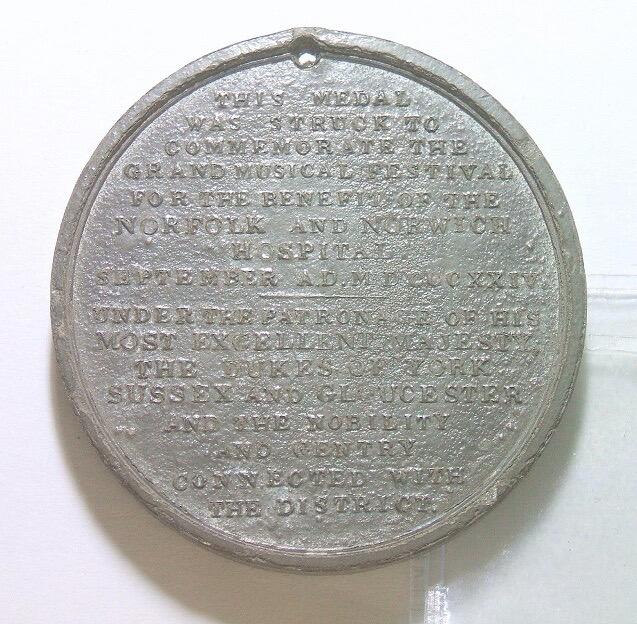 THIS MEDAL
WAS STRUCK TO
COMMEMORATE THE
GRAND MUSICAL FESTIVAL
FOR THE BENEFIT OF THE
NORFOLK AND NORWICH
HOSPITAL
SEPTEMBER A.D. MDCCCXXIV
UNDER THE PATRONAGE OF HIS
MOST EXCELLENT MAJESTY,
THE DUKES OF YORK
SUSSEX AND GLOUCESTER
AND THE NOBILITY
AND GENTRY
CONNECTED WITH
THE DISTRICT.